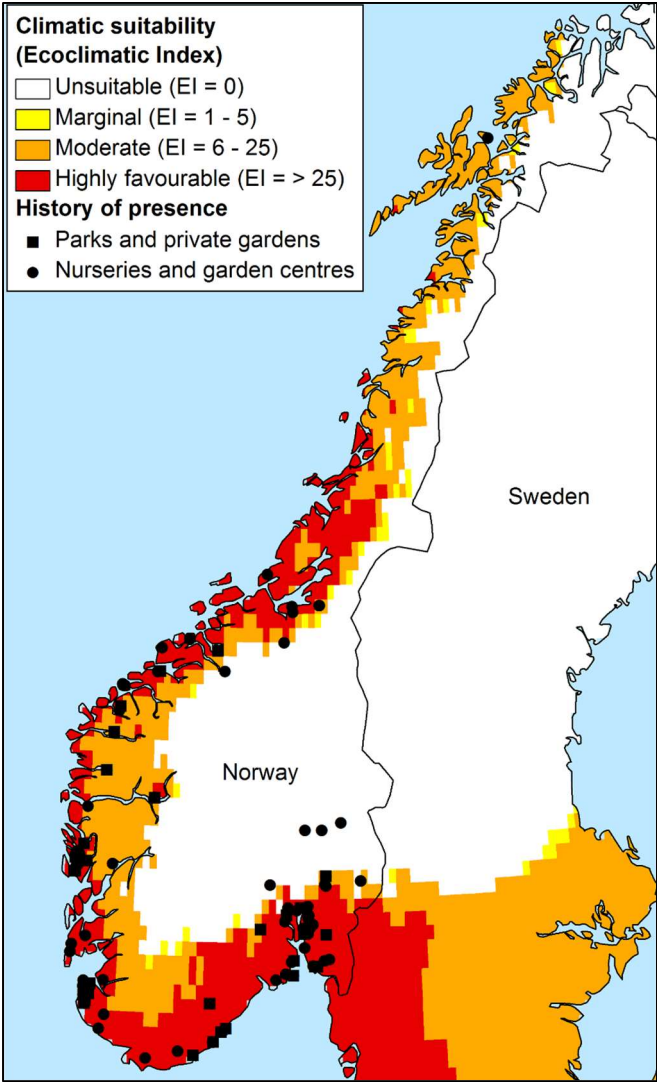 Climatic suitability
(Ecoclimatic Index)
Unsuitable (EI = 0)
Marginal (EI = 1 - 5)
Moderate (EI = 6 - 25)
Highly favourable (EI = > 25)
History of presence
Parks and private gardens
Nurseries and garden centres
Sweden
Norway